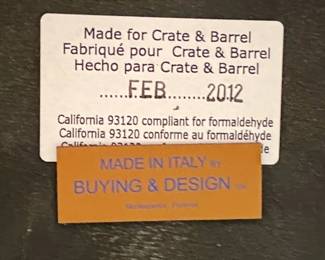 Made for Crate & Barrel
Fabriqué pour Crate & Barrel
Hecho para Crate & Barrel
......FEB........2012
California 93120 compliant for formaldehyde
California 93120 conforme au formaldéhyde
MADE IN ITALY BY
BUYING & DESIGN